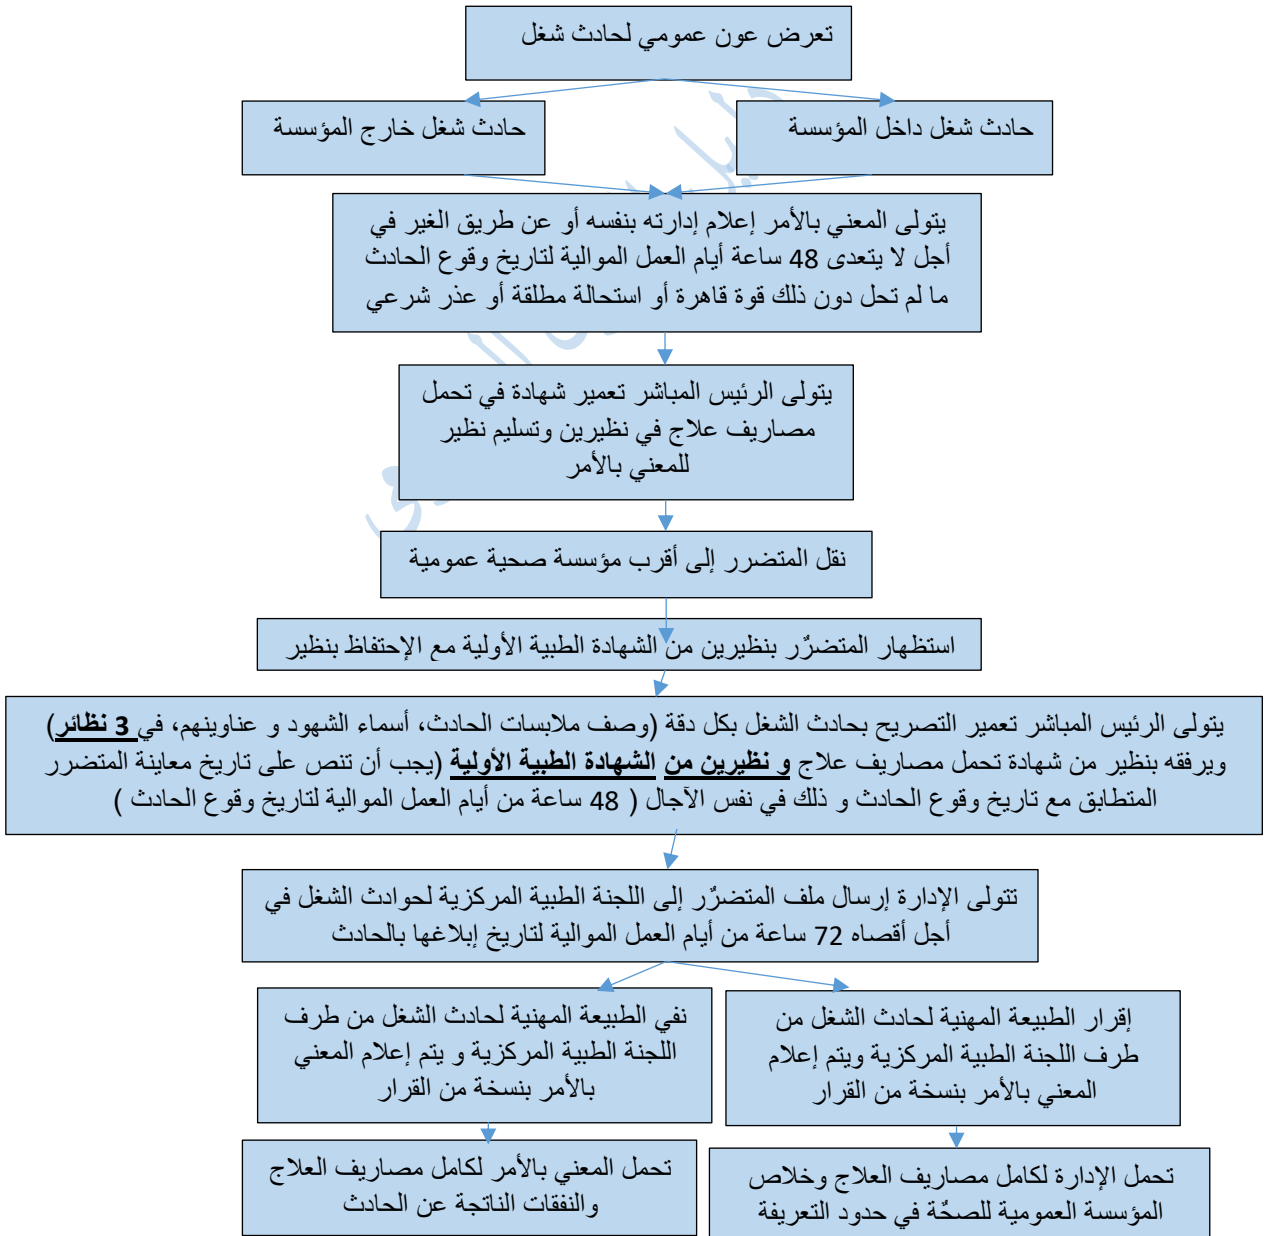 تعرض عون عمومي لحادث شغل
حادث شغل داخل المؤسسة
حادث شغل خارج المؤسسة
يتولى المعني بالأمر إعلام إدارته بنفسه أو عن طريق الغير في
أجل لا يتعدى 48 ساعة أيام العمل الموالية لتاريخ وقوع الحادث
ما لم تحل دون ذلك قوة قاهرة أو استحالة مطلقة أو عذر شرعي
يتولى الرئيس المباشر تعمير شهادة في تحمل
مصاريف علاج في نظيرين وتسليم نظير
للمعني بالأمر
نقل المتضرر إلى أقرب مؤسسة صحية عمومية
استظهار المتضرّر بنظيرين من الشهادة الطبية الأولية مع الإحتفاظ بنظير
يتولى الرئيس المباشر تعمير التصريح بحادث الشغل بكل دقة (وصف ملابسات الحادث، أسماء الشهود و عناوينهم، في 3 نظائر)
ويرفقه بنظير من شهادة تحمل مصاريف علاج و نظيرين من الشهادة الطبية الأولية (يجب أن تنص على تاريخ معاينة المتضرر
المتطابق مع تاريخ وقوع الحادث و ذلك في نفس الآجال ( 48 ساعة من أيام العمل الموالية لتاريخ وقوع الحادث )
تتولى الإدارة إرسال ملف المتضرّر إلى اللجنة الطبية المركزية لحوادث الشغل في
أجل أقصاه 72 ساعة من أيام العمل الموالية لتاريخ إبلاغها بالحادث
إقرار الطبيعة المهنية لحادث الشغل من
طرف اللجنة الطبية المركزية ويتم إعلام
المعني بالأمر بنسخة من القرار
نفي الطبيعة المهنية لحادث الشغل من طرف
اللجنة الطبية المركزية و يتم إعلام المعني
بالأمر بنسخة من القرار
تحمل الإدارة لكامل مصاريف العلاج وخلاص
المؤسسة العمومية للصحّة في حدود التعريفة
تحمل المعني بالأمر لكامل مصاريف العلاج
والنفقات الناتجة عن الحادث